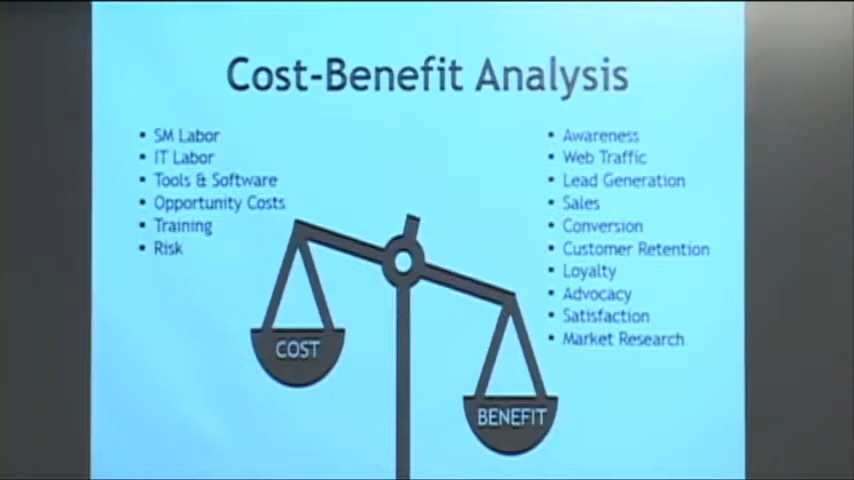 Cost-Benefit Analysis
▪ SM Labor
▪ IT Labor
▪ Tools & Software
▪ Opportunity Costs
▪ Training
▪ Risk
▪ Awareness
▪ Web Traffic
▪ Lead Generation
▪ Sales
▪ Conversion
▪ Customer Retention
▪ Loyalty
▪ Advocacy
▪ Satisfaction
▪ Market Research
COST
BENEFIT